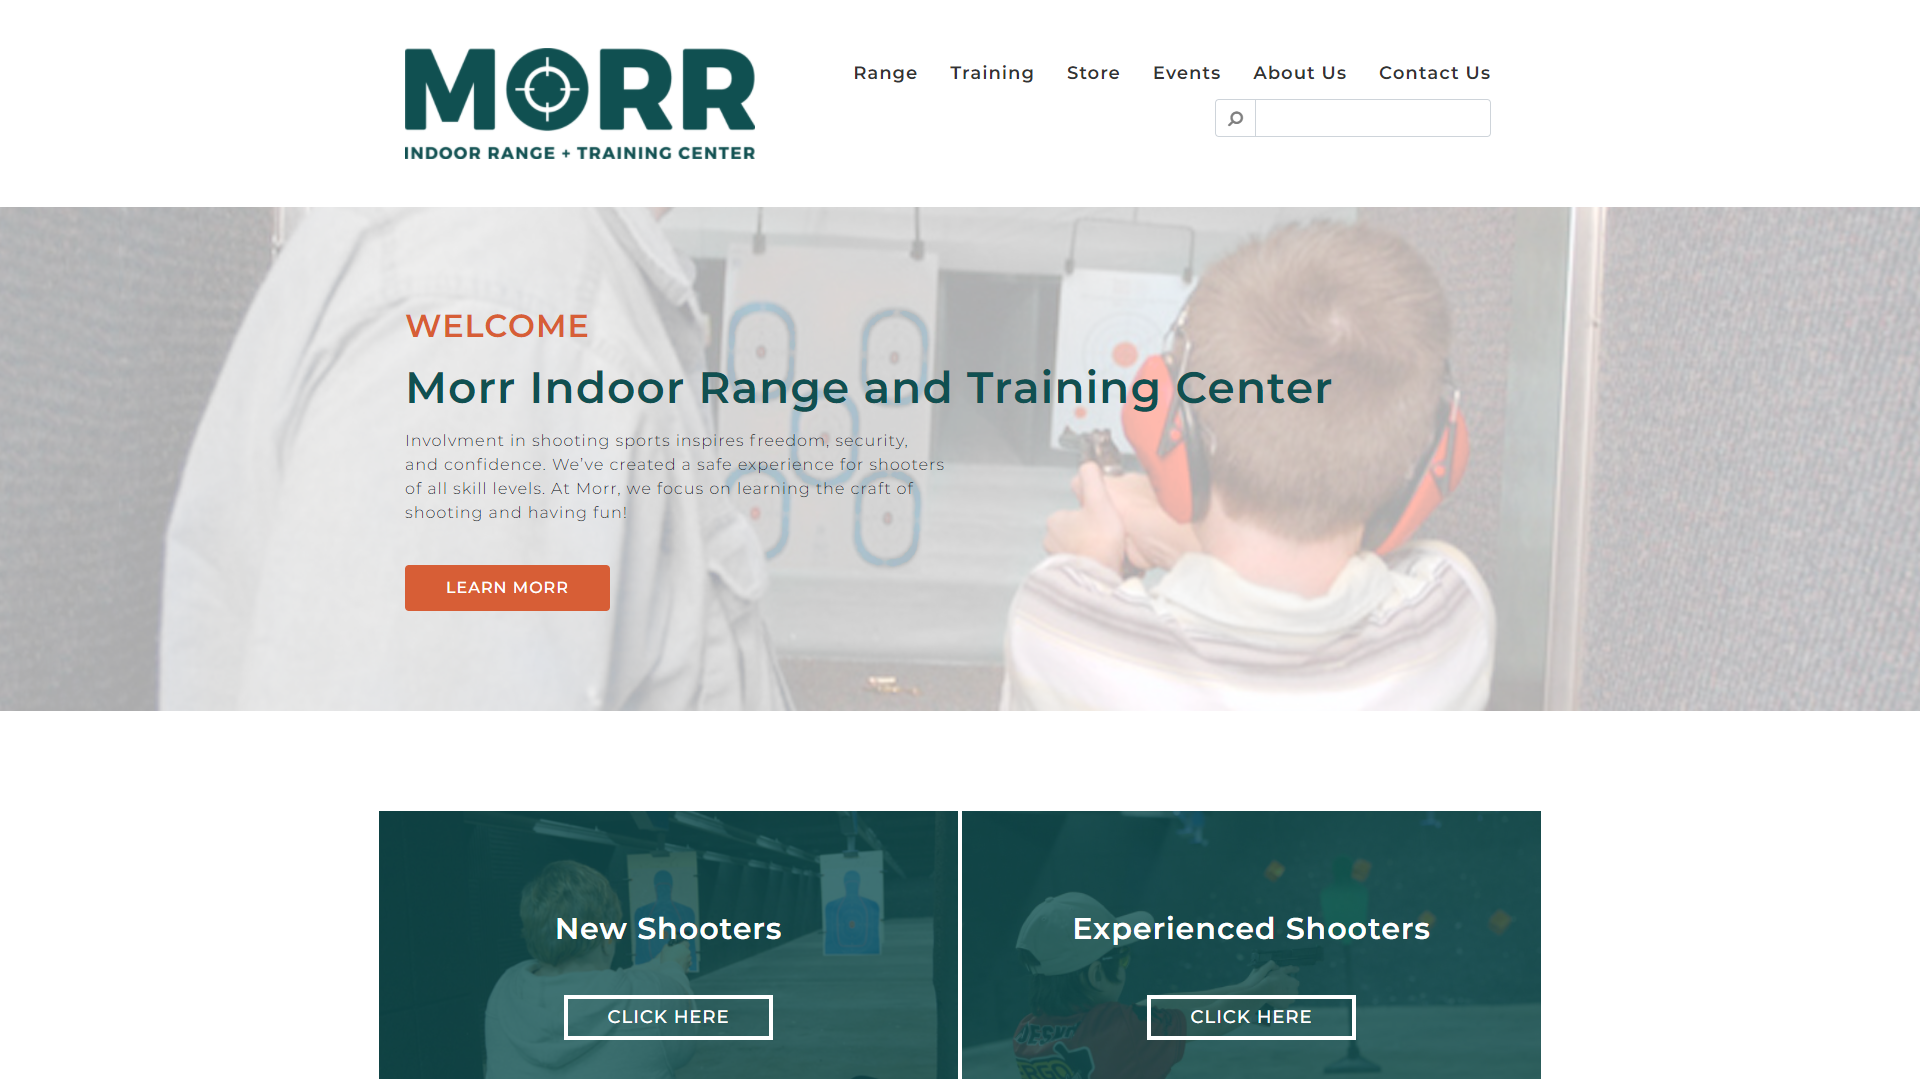 MORR
INDOOR RANGE + TRAINING CENTER
Range Training Store Events About Us Contact Us
WELCOME
Morr Indoor Range and Training Center
Involvment in shooting sports inspires freedom, security,
and confidence. We’ve created a safe experience for shooters
of all skill levels. At Morr, we focus on learning the craft of
shooting and having fun!
LEARN MORR
New Shooters
CLICK HERE
Experienced Shooters
CLICK HERE